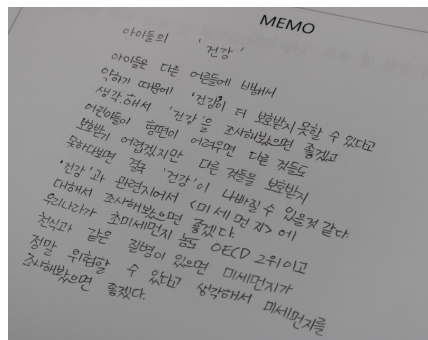 MEMO
아이들의 '건강'
아이들은 다른 어른들에 비해서
약하기 때문에 '건강'이 더 보호받지 못할 수 있다고
생각.해서 '건강'을 조사해봤으면 좋겠고
어린이들이 형편이 어려우면 다른 것들도
보호받기 어렵겠지만 다른 것들을 보호받지
못하다보면 결국 '건강'이 나빠질 수 있을것 같다.
'건강'과 관련지어서 <미세먼지>에
대해서 조사해봤으면 좋겠다.
우리나라가 초미세먼지 농도 OECD 2위이고
천식과 같은 질병이 있으면 미세먼지가
정말 위험할 수 있다고 생각해서 미세먼지를
조사해봤으면 좋겠다.